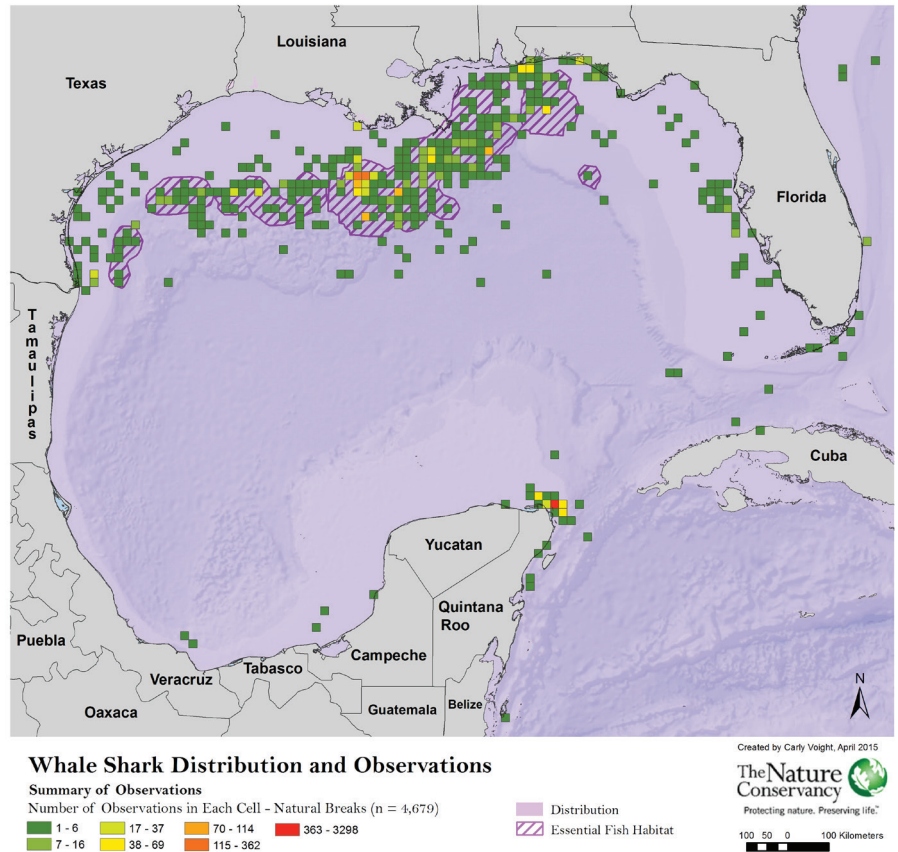 Louisiana
Texas
Florida
Tamaulipas
Cuba
Yucatan
Quintana
Roo
Puebla
Campeche
Tabasco
Veracruz
Belize
Guatemala
Oaxaca
N
Created by Carly Voight, April 2015
Whale Shark Distribution and Observations
Summary of Observations
Number of Observations in Each Cell - Natural Breaks (n = 4,679)
1 - 6
17 - 37
70 - 114
363 - 3298
7 - 16
38 - 69
115 - 362
Distribution
Essential Fish Habitat
The Nature
Conservancy
Protecting nature. Preserving life.™
100 50 0 100 Kilometers